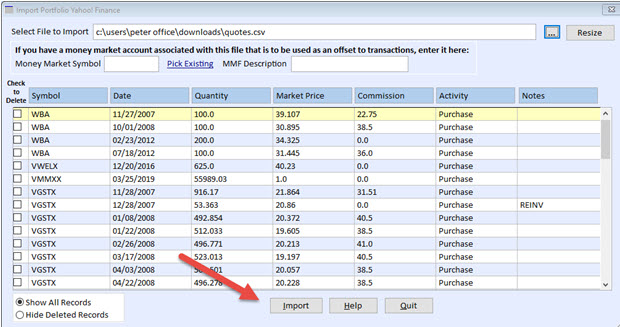 Import Portfolio Yahoo! Finance
Select File to Import c:\users\peter office\downloads\quotes.csv ... Resize
If you have a money market account associated with this file that is to be used as an offset to transactions, enter it here:
Money Market Symbol Pick Existing MMF Description
Check to Delete Symbol Date Quantity Market Price Commission Activity Notes
WBA 11/27/2007 100.0 39.107 22.75 Purchase
WBA 10/01/2008 100.0 30.895 38.5 Purchase
WBA 02/23/2012 200.0 34.325 0.0 Purchase
WBA 07/18/2012 100.0 31.445 36.0 Purchase
VWELX 12/20/2016 625.0 40.23 0.0 Purchase
VMMXX 03/25/2019 55989.03 1.0 0.0 Purchase
VGSTX 11/28/2007 916.17 21.864 31.51 Purchase
VGSTX 12/28/2007 53.363 20.86 0.0 Purchase REINV
VGSTX 01/08/2008 492.854 20.372 40.5 Purchase
VGSTX 01/22/2008 512.033 19.605 38.5 Purchase
VGSTX 02/26/2008 496.771 20.213 41.0 Purchase
VGSTX 03/17/2008 523.013 19.197 40.5 Purchase
VGSTX 04/03/2008 20.057 38.5 Purchase
VGSTX 04/22/2008 496.278 20.228 38.5 Purchase
Show All Records
Hide Deleted Records
Import Help Quit